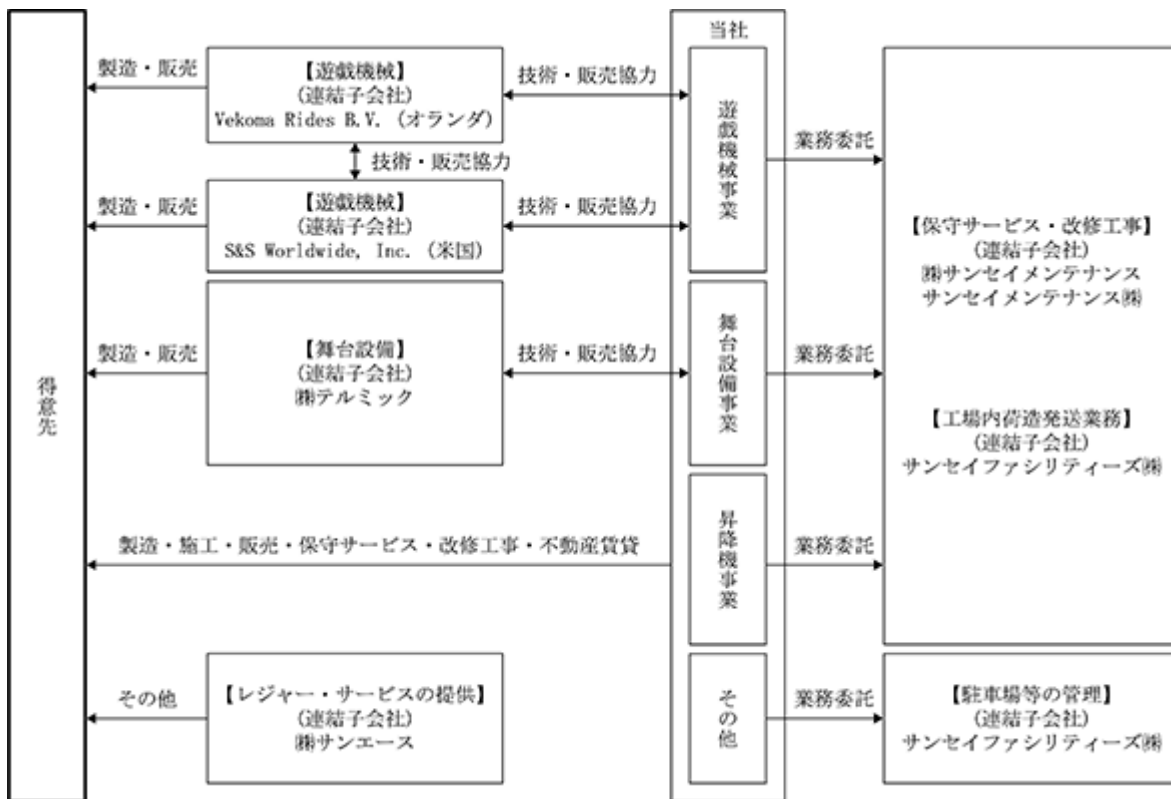 当社
製造・販売
【遊戯機械】
(連結子会社)
Vekoma Rides B.V. (オランダ)
技術・販売協力
遊戯機械事業
業務委託
技術・販売協力
製造・販売
【遊戯機械】
(連結子会社)
S&S Worldwide, Inc. (米国)
技術・販売協力
【保守サービス・改修工事】
(連結子会社)
㈱サンセイメンテナンス
サンセイメンテナンス㈱
得意先
製造・販売
【舞台設備】
(連結子会社)
㈱テルミック
技術・販売協力
舞台設備事業
業務委託
【工場内荷造発送業務】
(連結子会社)
サンセイファシリティーズ㈱
製造・施工・販売・保守サービス・改修工事・不動産賃貸
昇降機事業
業務委託
その他
【レジャー・サービスの提供】
(連結子会社)
㈱サンエース
その他
業務委託
【駐車場等の管理】
(連結子会社)
サンセイファシリティーズ㈱